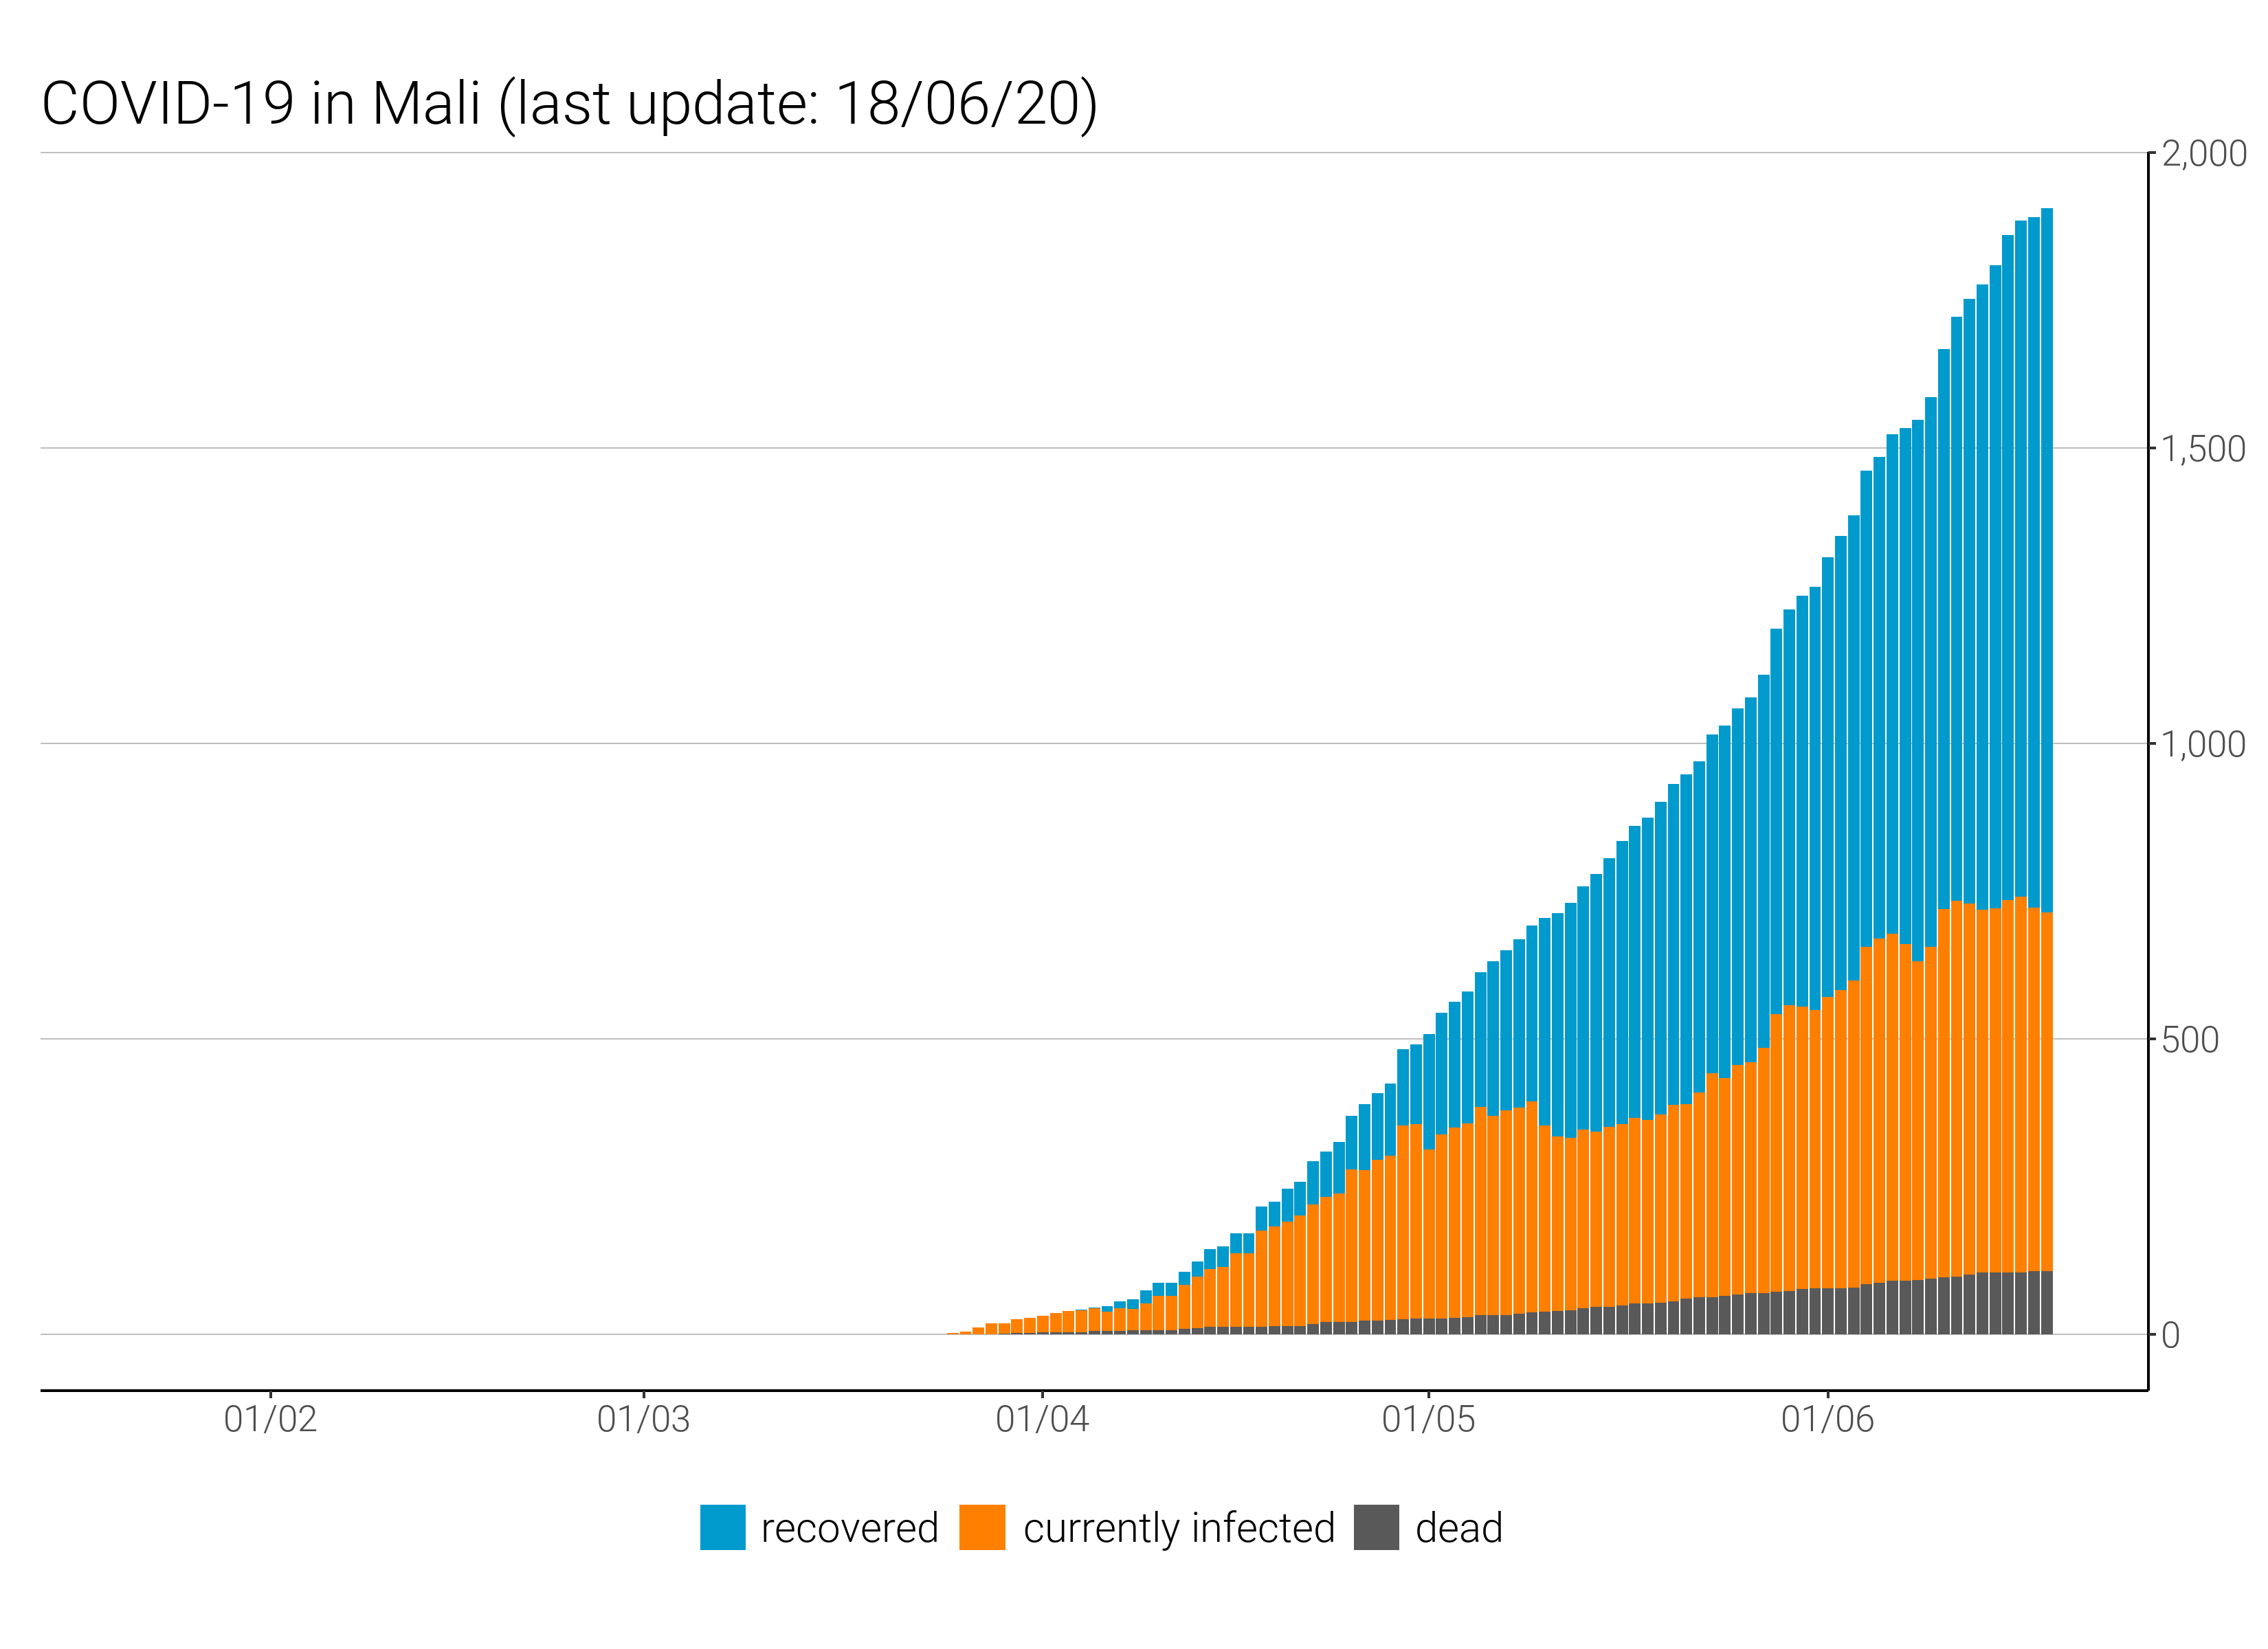 COVID-19 in Mali (last update: 18/06/20)
2,000
1,500
1,000
500
0
01/02 01/03 01/04 01/05 01/06
recovered currently infected dead